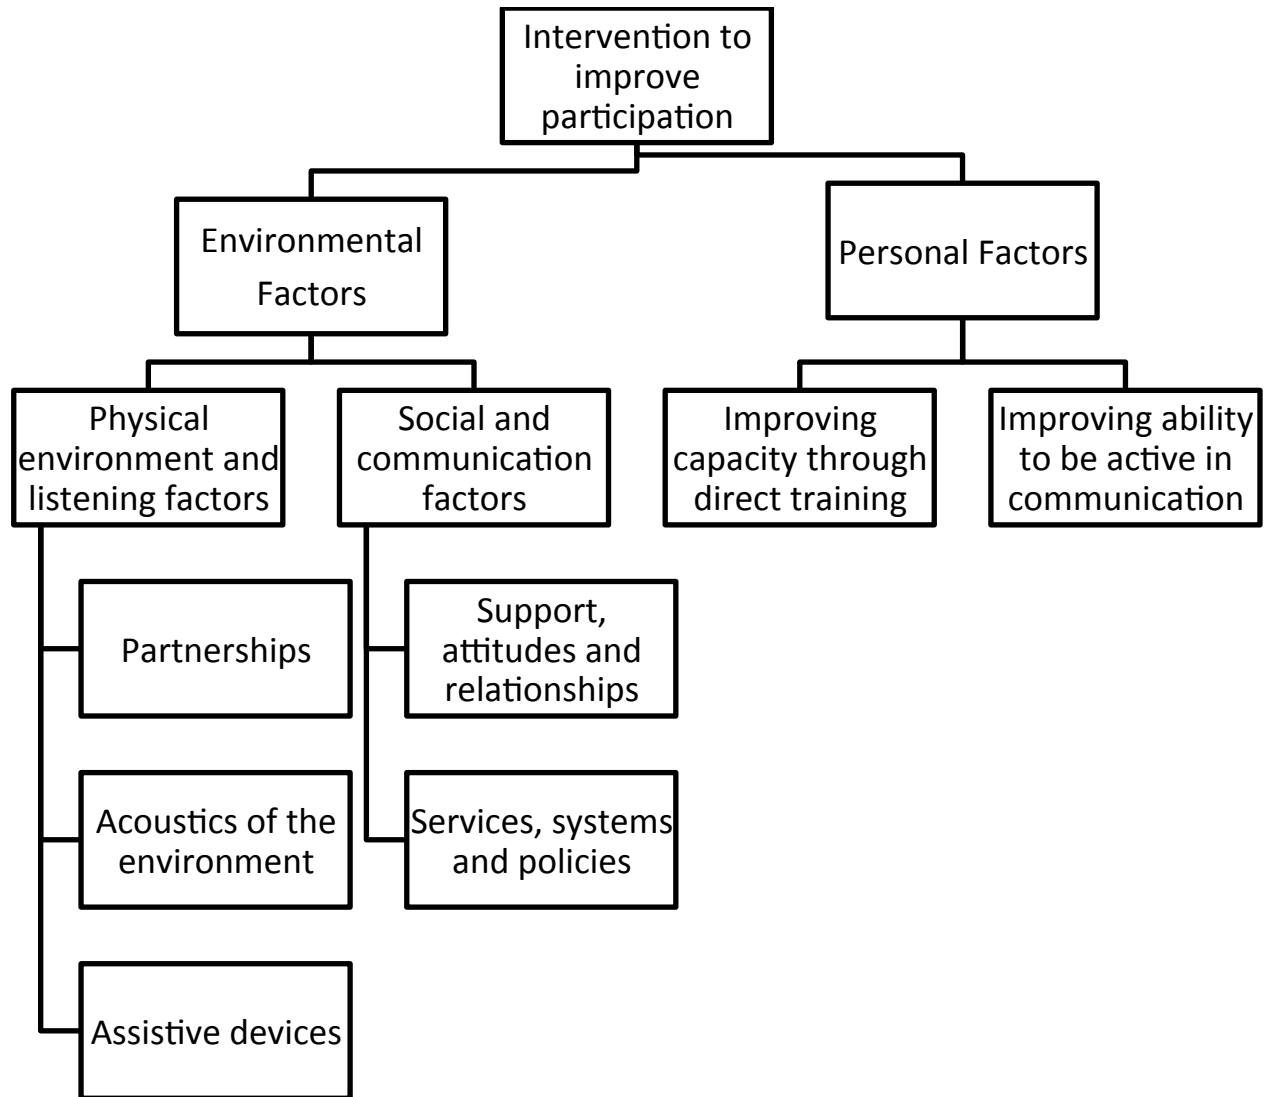 Intervention to
improve
participation
Environmental
Factors
Personal Factors
Physical
environment and
listening factors
Social and
communication
factors
Improving
capacity through
direct training
Improving ability
to be active in
communication
Partnerships
Support,
attitudes and
relationships
Acoustics of the
environment
Services, systems
and policies
Assistive devices